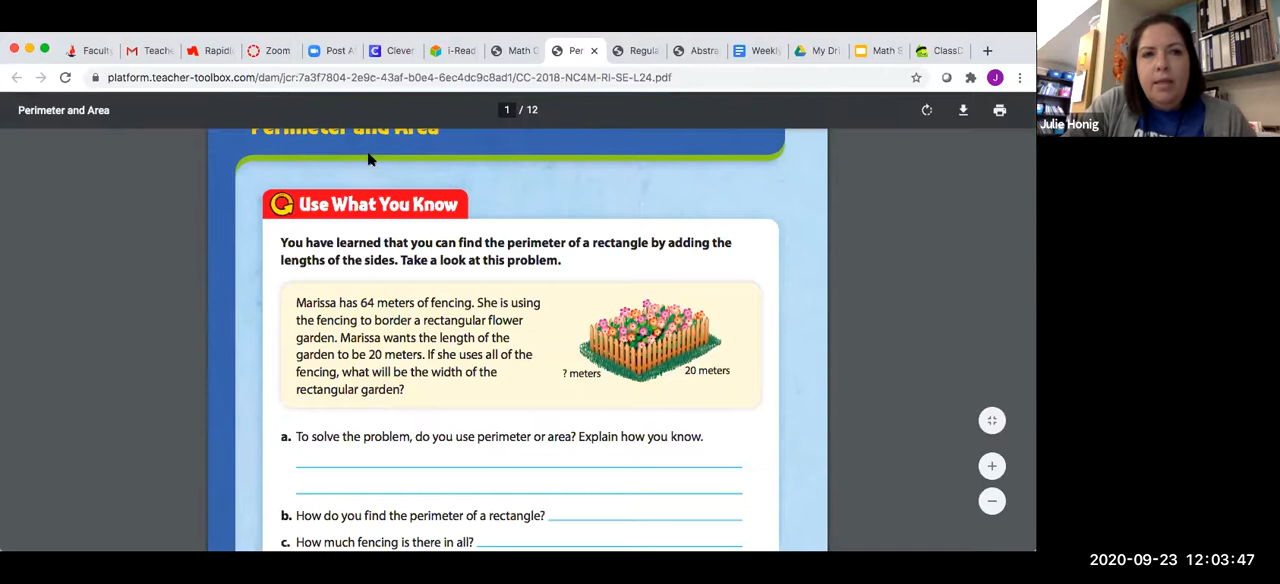 Faculty
Teache
Rapidi
Zoom
Post A
Clever
i-Read
Math G
Per
Regula
Abstra
Weekly
My Dri
Math S
ClassD
platform.teacher-toolbox.com/dam/jcr:7a3f7804-2e9c-43af-b0e4-6e54dc9c8ad1/CC-2018-NC4M-RI-SE-L24.pdf
J
Perimeter and Area
1 / 12
Julie Honig
Perimeter and Area
Use What You Know
You have learned that you can find the perimeter of a rectangle by adding the
lengths of the sides. Take a look at this problem.
Marissa has 64 meters of fencing. She is using
the fencing to border a rectangular flower
garden. Marissa wants the length of the
garden to be 20 meters. If she uses all of the
fencing, what will be the width of the
rectangular garden?
? meters
20 meters
a. To solve the problem, do you use perimeter or area? Explain how you know.
b. How do you find the perimeter of a rectangle?
c. How much fencing is there in all?
2020-09-23 12:03:47